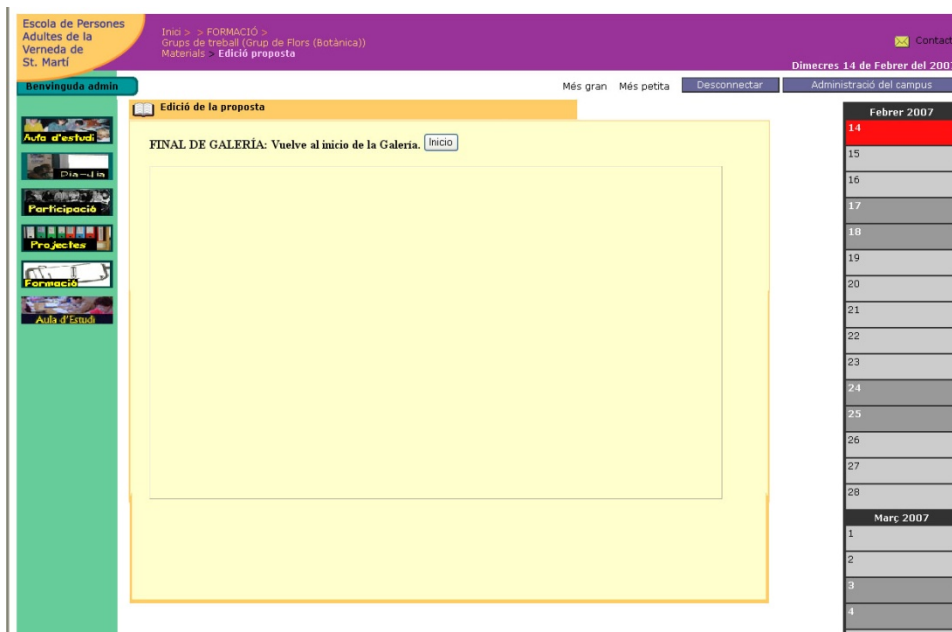 Escola de Persones
Adultes de la
Verneda de
St. Martí
Inici > > FORMACIÓ >
Grups de treball (Grup de Flors (Botànica))
Materials > Edició proposta
Contact
Dimecres 14 de Febrer del 2007
Benvinguda admin
Més gran Més petita Desconnectar Administració del campus
Edició de la proposta
FINAL DE GALERÍA: Vuelve al inicio de la Galeria. Inicio
Aula d'estudi
Dia-dia
Participació
Projectes
Formació
Aula d'Estudi
Febrer 2007
14
15
16
17
18
19
20
21
22
23
24
25
26
27
28
Març 2007
1
2
3
4